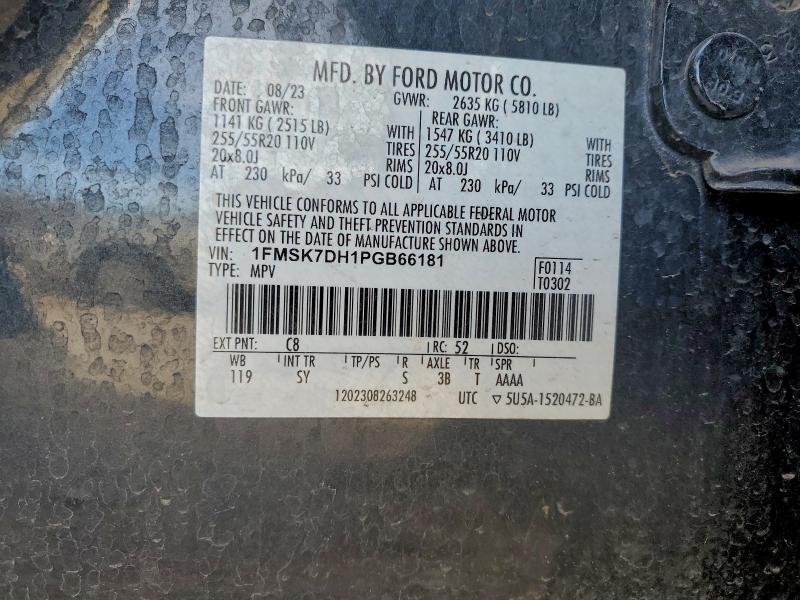 MFD. BY FORD MOTOR CO.
DATE: 08/23 GVWR: 2635 KG ( 5810 LB)
FRONT GAWR: REAR GAWR:
1141 KG ( 2515 LB) WITH 1547 KG ( 3410 LB) WITH
255/55R20 110V TIRES 255/55R20 110V TIRES
20x8.0J RIMS 20x8.0J RIMS
AT 230 kPa/ 33 PSI COLD AT 230 kPa/ 33 PSI COLD
THIS VEHICLE CONFORMS TO ALL APPLICABLE FEDERAL MOTOR
VEHICLE SAFETY AND THEFT PREVENTION STANDARDS IN
EFFECT ON THE DATE OF MANUFACTURE SHOWN ABOVE.
VIN: 1FMSK7DH1PGB66181
TYPE: MPV
F0114
T0302
EXT PNT: C8 RC: 52 DSO:
WB INT TR TP/PS R AXLE TR SPR
119 SY S 3B T AAAA
1202308263248 UTC ▽ 5U5A-1520472-BA